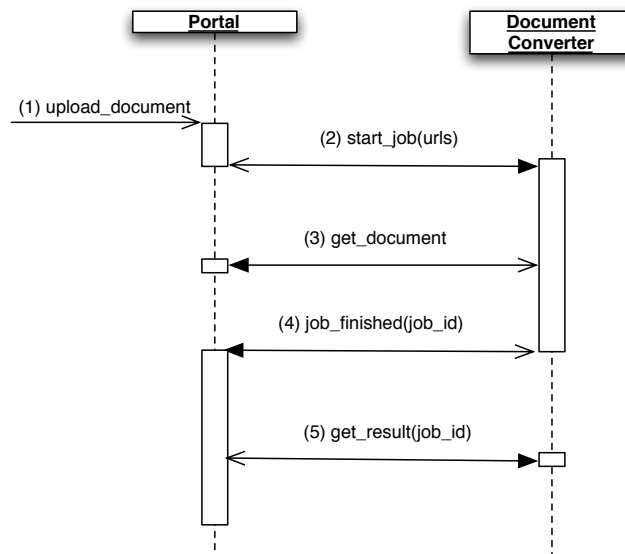 Portal
Document
Converter
(1) upload_document
(2) start_job(urls)
(3) get_document
(4) job_finished(job_id)
(5) get_result(job_id)